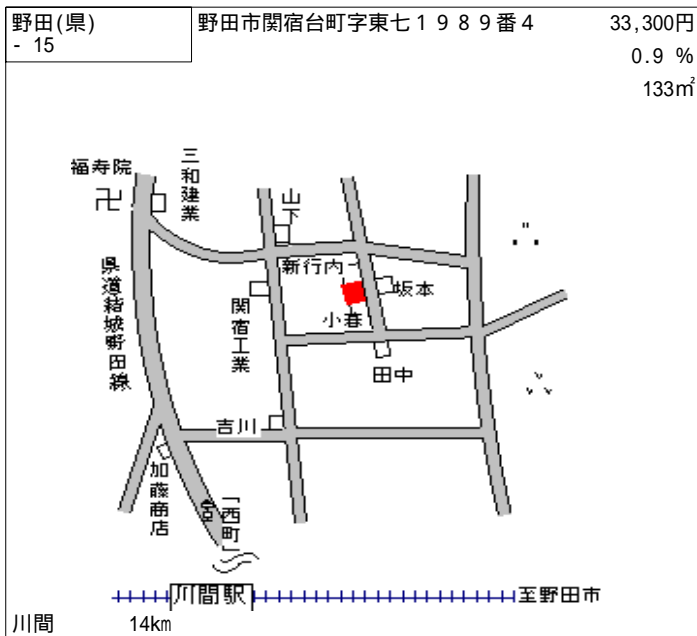 野田(県)
- 15
野田市関宿台町字東七1989番4
33,300円
0.9 %
133㎡
福寿院
三和建業
山下
新行内
坂本
小暮
関宿工業
県道結城野田線
田中
吉川
加藤商店
「西町」
川間駅
至野田市
川間 14km